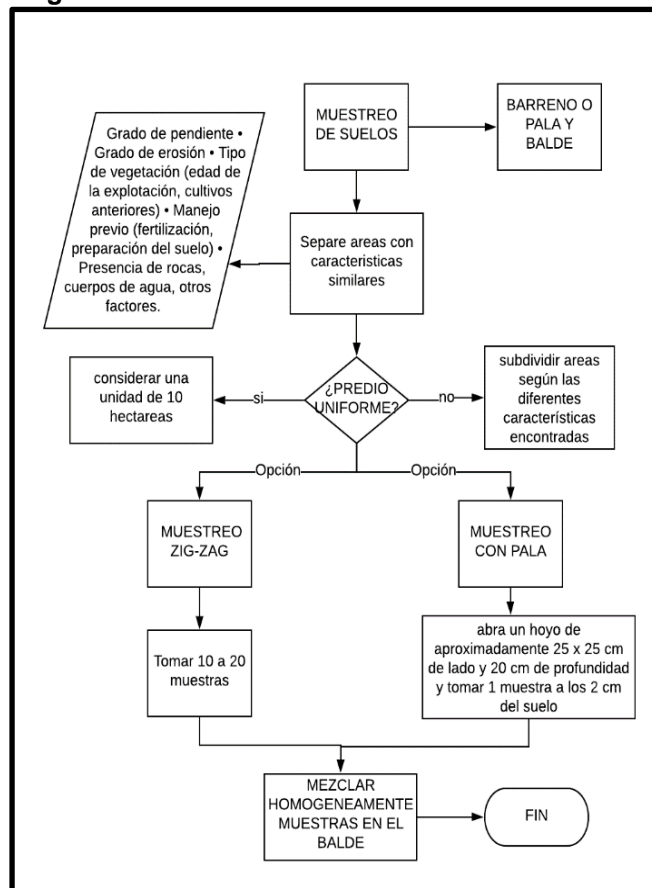 MUESTREO
DE SUELOS
BARRENO O
PALA Y
BALDE
Grado de pendiente •
Grado de erosión • Tipo
de vegetación (edad de
la explotación, cultivos
anteriores) • Manejo
previo (fertilización,
preparación del suelo) •
Presencia de rocas,
cuerpos de agua, otros
factores.
Separe areas con
caracteristicas
similares
¿PREDIO
UNIFORME?
si
considerar una
unidad de 10
hectareas
no
subdividir areas
según las
diferentes
características
encontradas
Opción
Opción
MUESTREO
ZIG-ZAG
MUESTREO
CON PALA
Tomar 10 a 20
muestras
abra un hoyo de
aproximadamente 25 x 25 cm
de lado y 20 cm de profundidad
y tomar 1 muestra a los 2 cm
del suelo
MEZCLAR
HOMOGENEAMENTE
MUESTRAS EN EL
BALDE
FIN